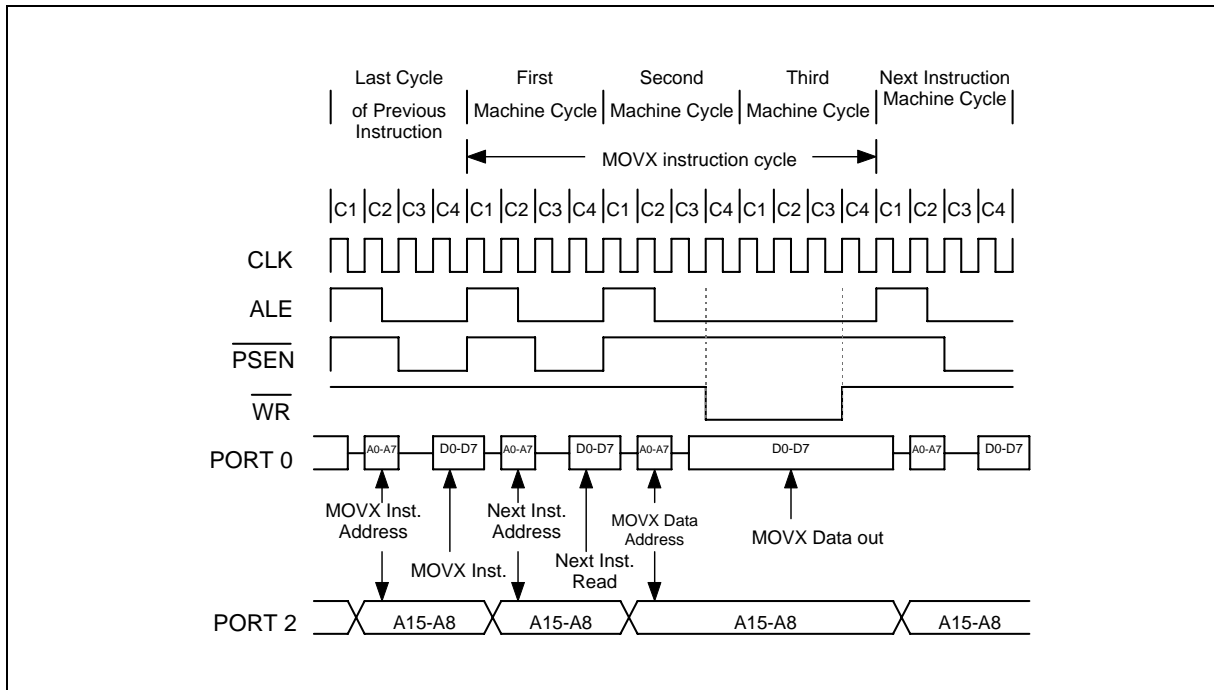 Last Cycle
of Previous
Instruction
First
Machine Cycle
Second
Machine Cycle
Third
Machine Cycle
Next Instruction
Machine Cycle
MOVX instruction cycle
C1 C2 C3 C4 C1 C2 C3 C4 C1 C2 C3 C4 C1 C2 C3 C4 C1 C2 C3 C4
CLK
ALE
PSEN
WR
PORT 0
A0-A7 D0-D7 A0-A7 D0-D7 A0-A7 D0-D7 A0-A7 D0-D7
MOVX Inst.
Address
MOVX Inst.
Next Inst.
Address
Next Inst.
Read
MOVX Data
Address
MOVX Data out
PORT 2
A15-A8 A15-A8 A15-A8 A15-A8